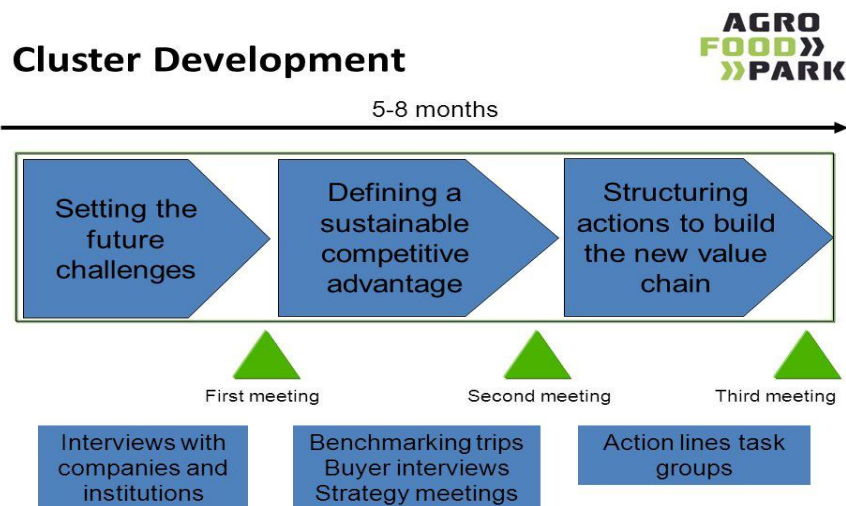 AGRO
FOOD»
»PARK
Cluster Development
5-8 months
Setting the
future
challenges
Defining a
sustainable
competitive
advantage
Structuring
actions to build
the new value
chain
First meeting
Second meeting
Third meeting
Interviews with
companies and
institutions
Benchmarking trips
Buyer interviews
Strategy meetings
Action lines task
groups